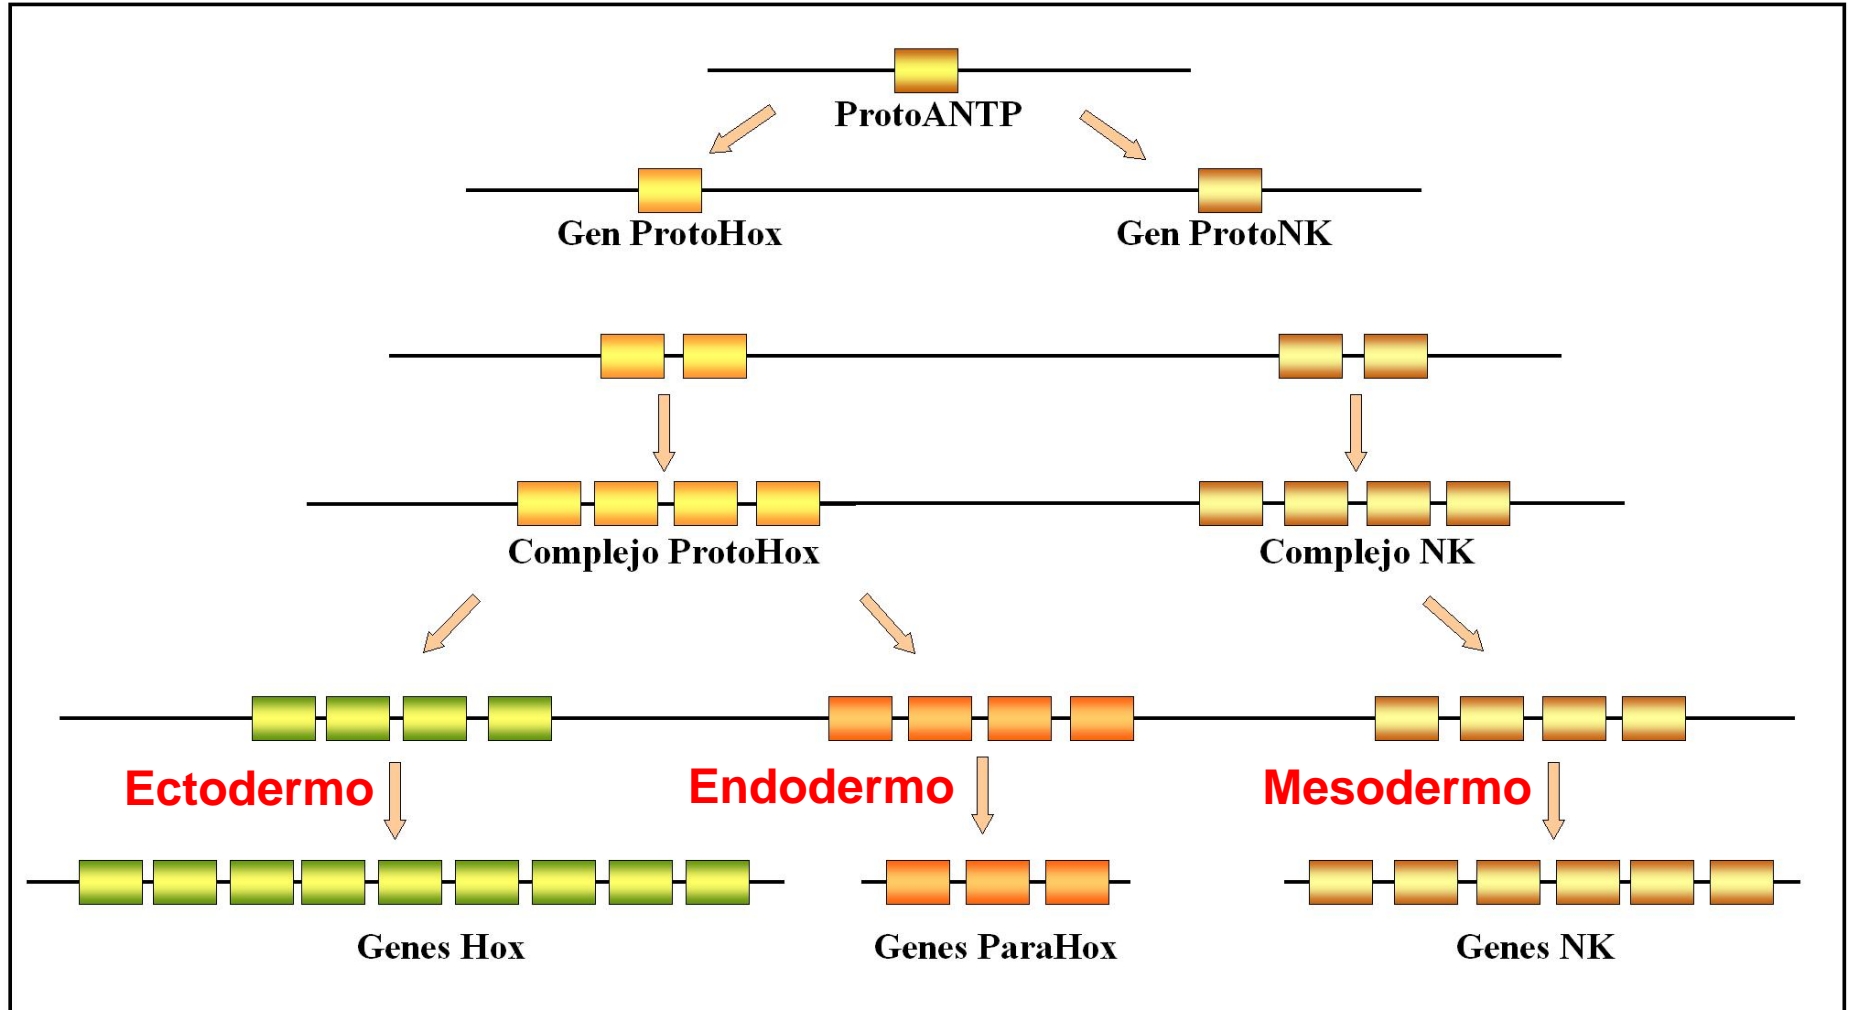 ProtoANTP
Gen ProtoHox
Gen ProtoNK
Complejo ProtoHox
Complejo NK
Ectodermo
Endodermo
Mesodermo
Genes Hox
Genes ParaHox
Genes NK